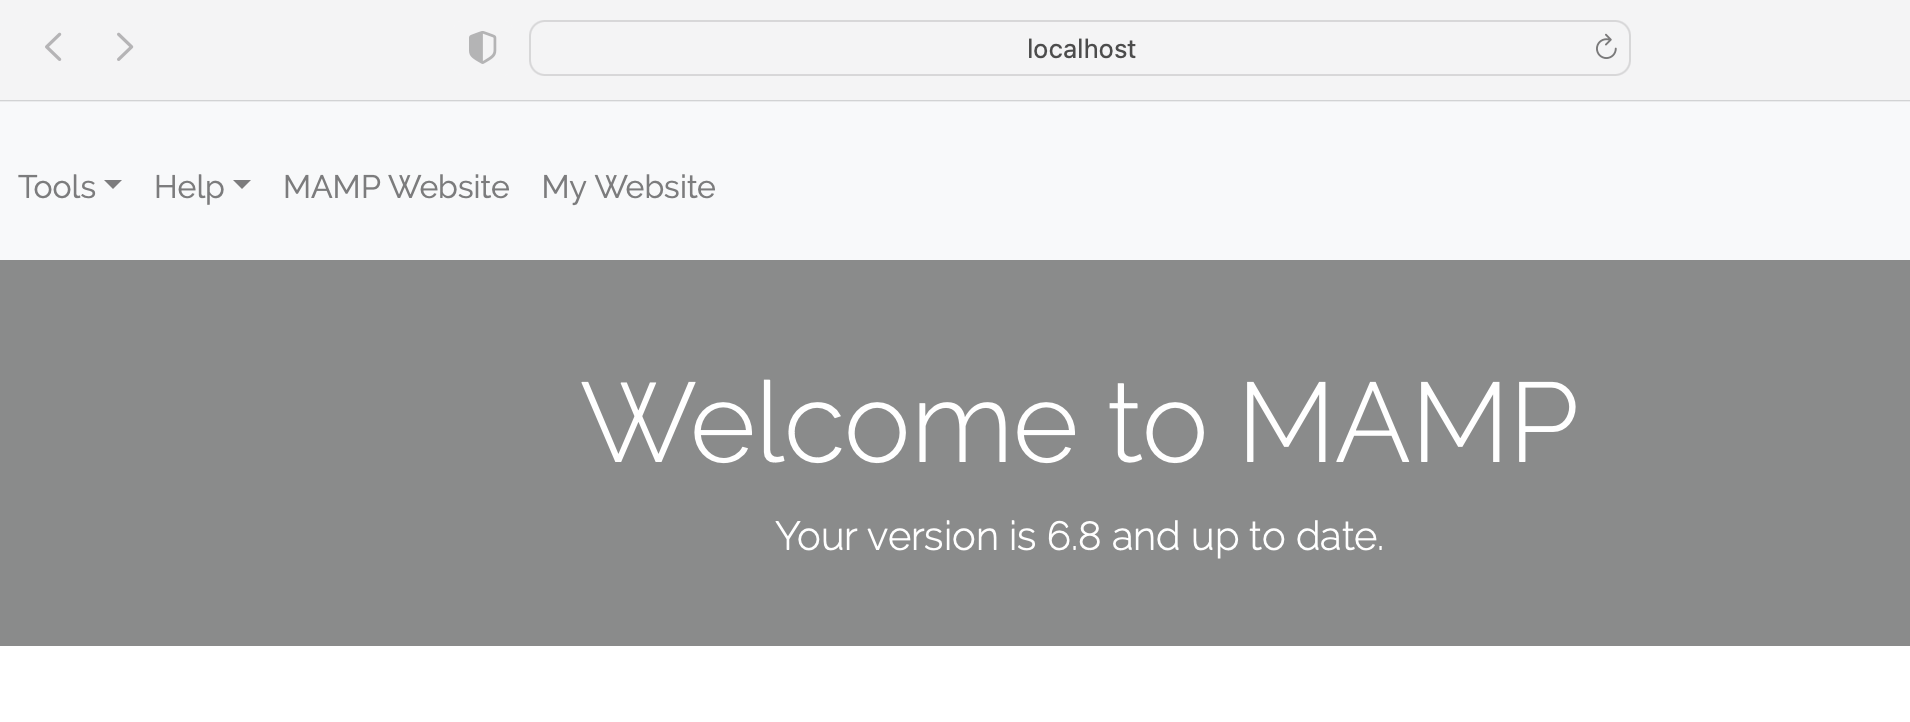 localhost
Tools Help MAMP Website My Website
Welcome to MAMP
Your version is 6.8 and up to date.